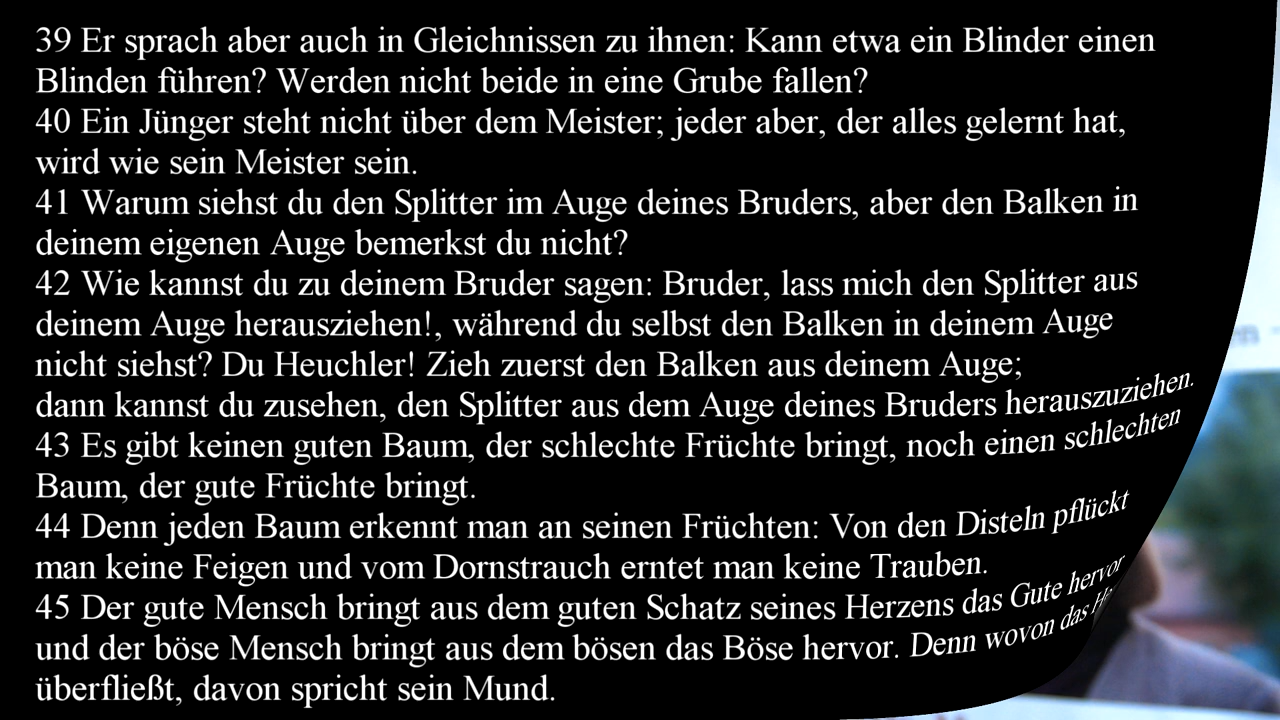 39 Er sprach aber auch in Gleichnissen zu ihnen: Kann etwa ein Blinder einen
Blinden führen? Werden nicht beide in eine Grube fallen?
40 Ein Jünger steht nicht über dem Meister; jeder aber, der alles gelernt hat,
wird wie sein Meister sein.
41 Warum siehst du den Splitter im Auge deines Bruders, aber den Balken in
deinem eigenen Auge bemerkst du nicht?
42 Wie kannst du zu deinem Bruder sagen: Bruder, lass mich den Splitter aus
deinem Auge herausziehen!, während du selbst den Balken in deinem Auge
nicht siehst? Du Heuchler! Zieh zuerst den Balken aus deinem Auge;
dann kannst du zusehen, den Splitter aus dem Auge deines Bruders herauszuziehen.
43 Es gibt keinen guten Baum, der schlechte Früchte bringt, noch einen schlechten
Baum, der gute Früchte bringt.
44 Denn jeden Baum erkennt man an seinen Früchten: Von den Disteln pflückt
man keine Feigen und vom Dornstrauch erntet man keine Trauben.
45 Der gute Mensch bringt aus dem guten Schatz seines Herzens das Gute hervor
und der böse Mensch bringt aus dem bösen das Böse hervor. Denn wovon das
überfließt, davon spricht sein Mund.